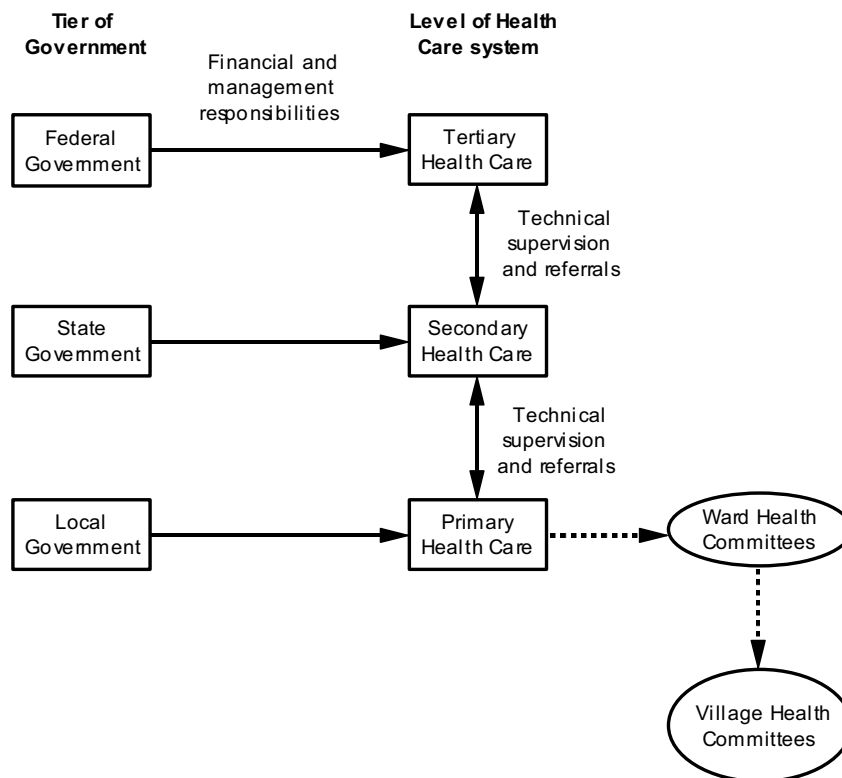 Tier of
Government
Level of Health
Care system
Financial and
management
responsibilities
Federal
Government
Tertiary
Health Care
Technical
supervision
and referrals
State
Government
Secondary
Health Care
Technical
supervision
and referrals
Local
Government
Primary
Health Care
Ward Health
Committees
Village Health
Committees